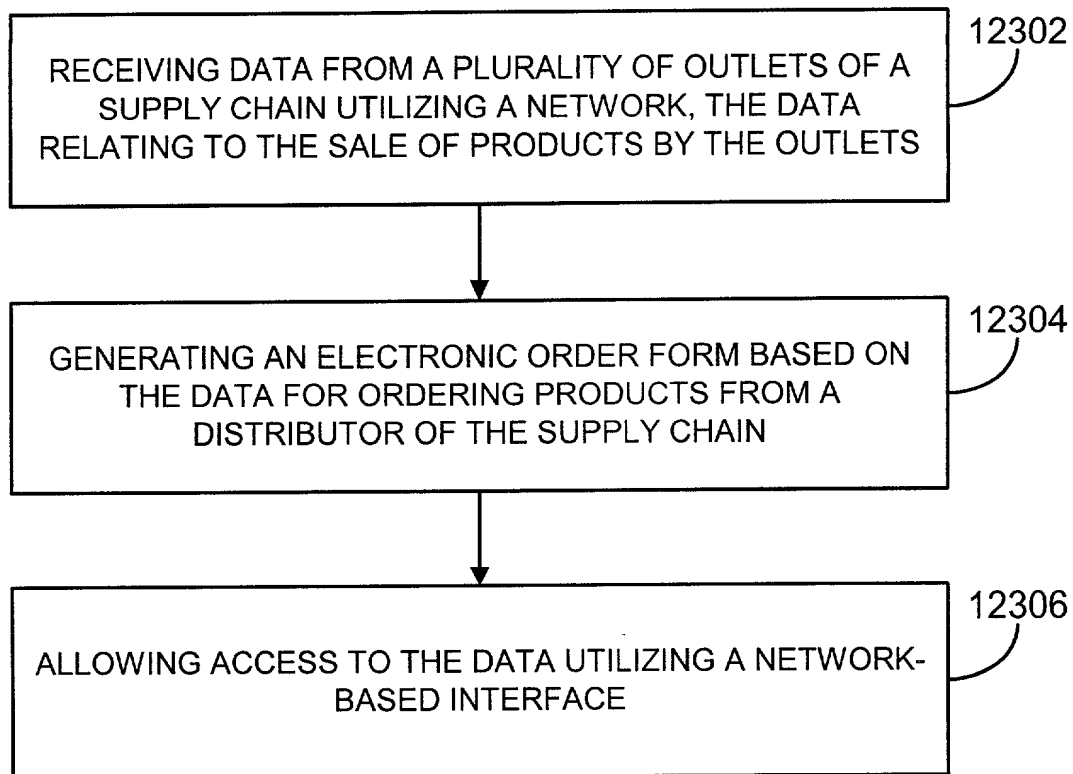 12302
RECEIVING DATA FROM A PLURALITY OF OUTLETS OF A
SUPPLY CHAIN UTILIZING A NETWORK, THE DATA
RELATING TO THE SALE OF PRODUCTS BY THE OUTLETS
12304
GENERATING AN ELECTRONIC ORDER FORM BASED ON
THE DATA FOR ORDERING PRODUCTS FROM A
DISTRIBUTOR OF THE SUPPLY CHAIN
12306
ALLOWING ACCESS TO THE DATA UTILIZING A NETWORK-
BASED INTERFACE